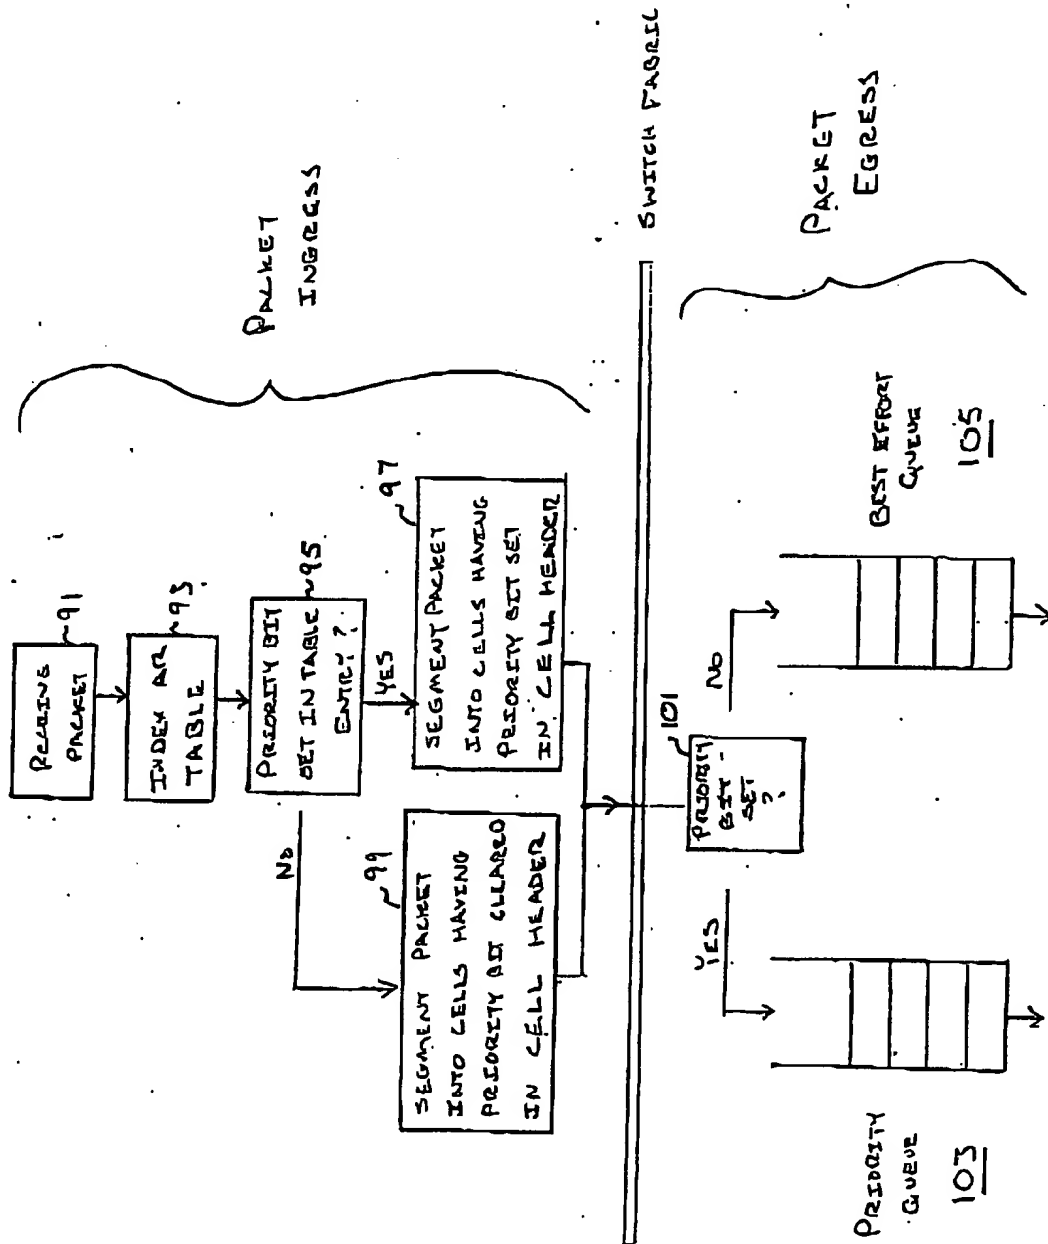 RECEIVING
PACKET
91
INDEX AR
TABLE
93
PRIORITY BIT
SET IN TABLE
ENTRY?
95
YES
NO
SEGMENT PACKET
INTO CELLS HAVING
PRIORITY BIT SET
IN CELL HEADER
97
SEGMENT PACKET
INTO CELLS HAVING
PRIORITY BIT CLEARED
IN CELL HEADER
99
PACKET
INGRESS
SWITCH FABRIC
PRIORITY
BIT -
SET
?
101
YES
NO
PRIORITY
QUEUE
103
BEST EFFORT
QUEUE
105
PACKET
EGRESS